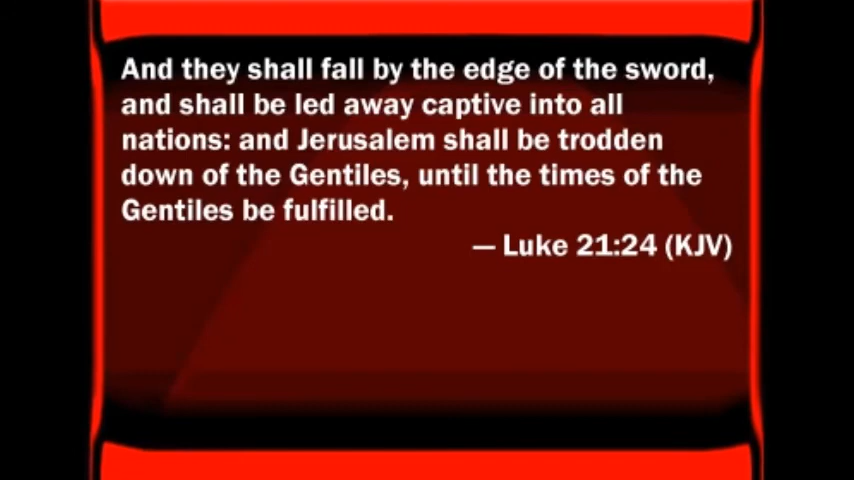 And they shall fall by the edge of the sword,
and shall be led away captive into all
nations: and Jerusalem shall be trodden
down of the Gentiles, until the times of the
Gentiles be fulfilled.
— Luke 21:24 (KJV)